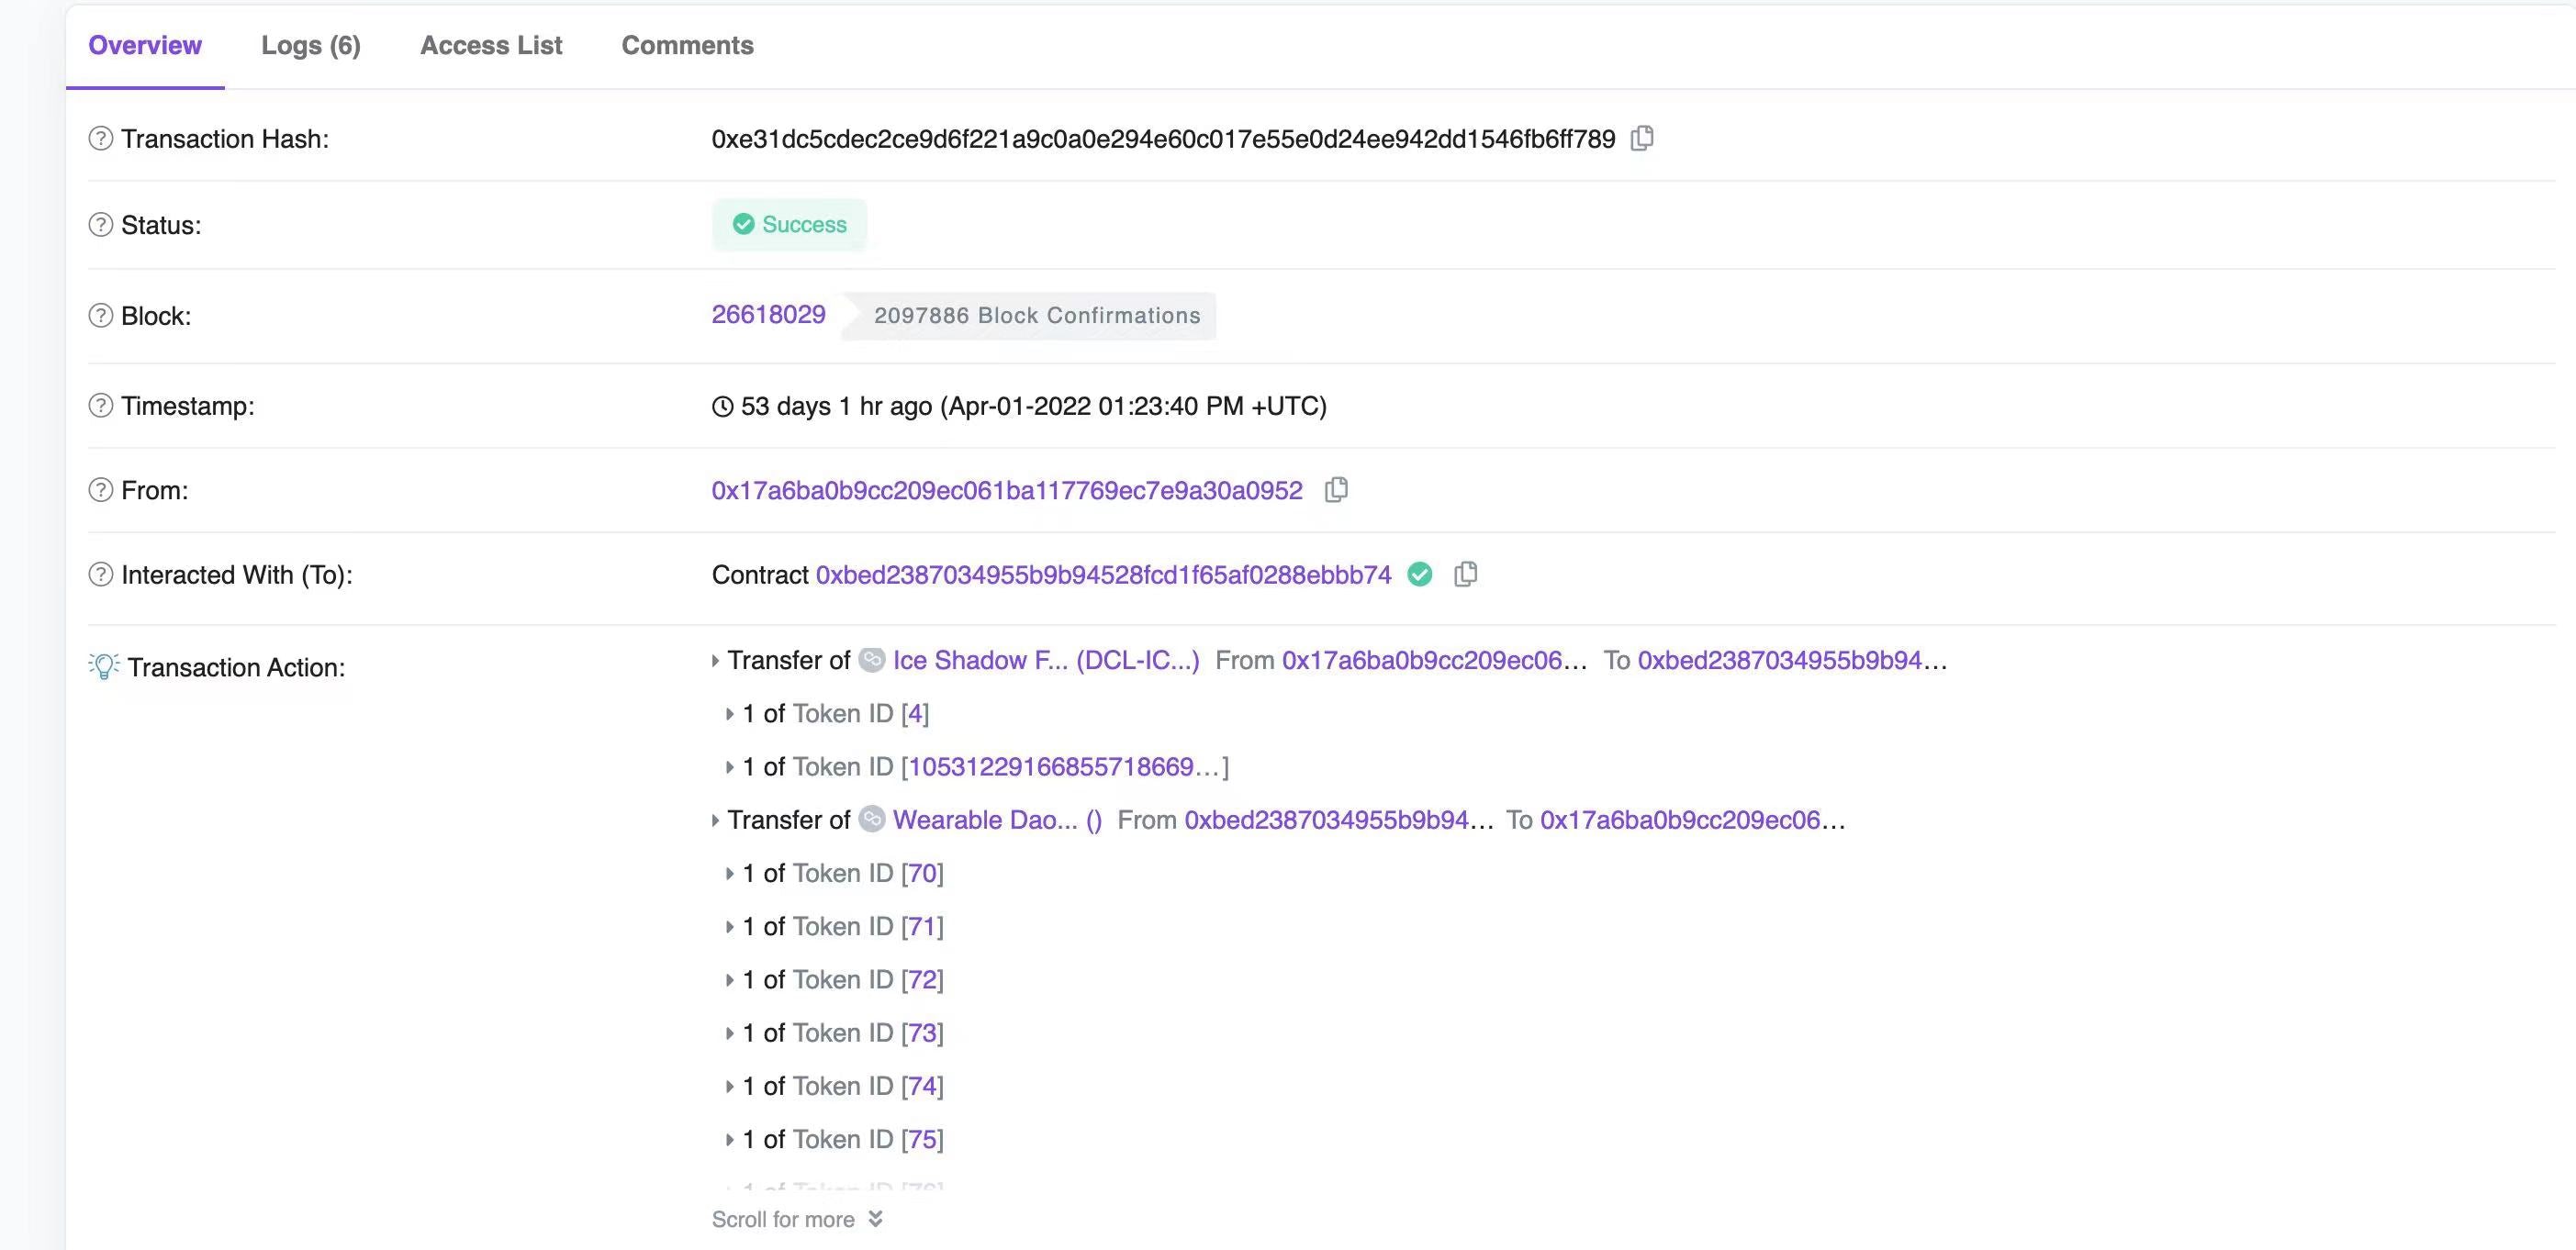 Overview Logs (6) Access List Comments
Transaction Hash: 0xe31dc5cdec2ce9d6f221a9c0a0e294e60c017e55e0d24ee942dd1546fb6ff789
Status: Success
Block: 26618029 2097886 Block Confirmations
Timestamp: 53 days 1 hr ago (Apr-01-2022 01:23:40 PM +UTC)
From: 0x17a6ba0b9cc209ec061ba117769ec7e9a30a0952
Interacted With (To): Contract 0xbed2387034955b9b94528fcd1f65af0288ebbb74
Transaction Action: Transfer of Ice Shadow F... (DCL-IC...) From 0x17a6ba0b9cc209ec06... To 0xbed2387034955b9b94...
1 of Token ID [4]
1 of Token ID [10531229166855718669...]
Transfer of Wearable Dao... () From 0xbed2387034955b9b94... To 0x17a6ba0b9cc209ec06...
1 of Token ID [70]
1 of Token ID [71]
1 of Token ID [72]
1 of Token ID [73]
1 of Token ID [74]
1 of Token ID [75]
1 of Token ID
Scroll for more